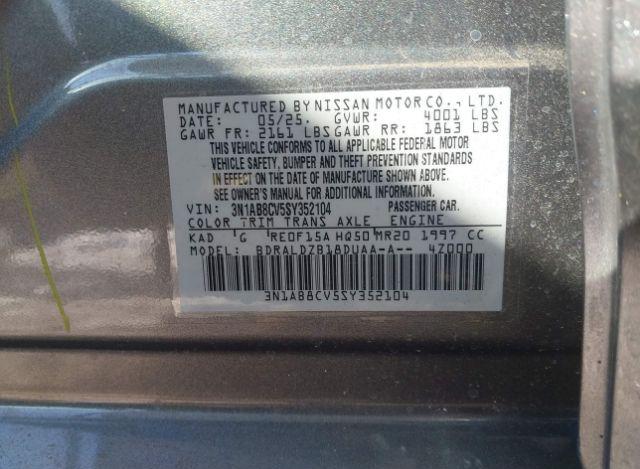 MANUFACTURED BY NISSAN MOTOR CO., LTD.
DATE: 05/25. GVWR: 4001 LBS
GAWR FR: 2161 LBS GAWR RR: 1863 LBS
THIS VEHICLE CONFORMS TO ALL APPLICABLE FEDERAL MOTOR
VEHICLE SAFETY, BUMPER AND THEFT PREVENTION STANDARDS
IN EFFECT ON THE DATE OF MANUFACTURE SHOWN ABOVE.
SEE OWNER'S MANUAL FOR ADDITIONAL INFORMATION.
VIN: 3N1AB8CV5SY352104 PASSENGER CAR.
COLOR TRIM TRANS AXLE ENGINE
KAD G RE0F15A HQ50 MR20 1997 CC
MODEL: BDRALDZB18DUAA-A-- 4Z000
3N1AB8CV5SY352104